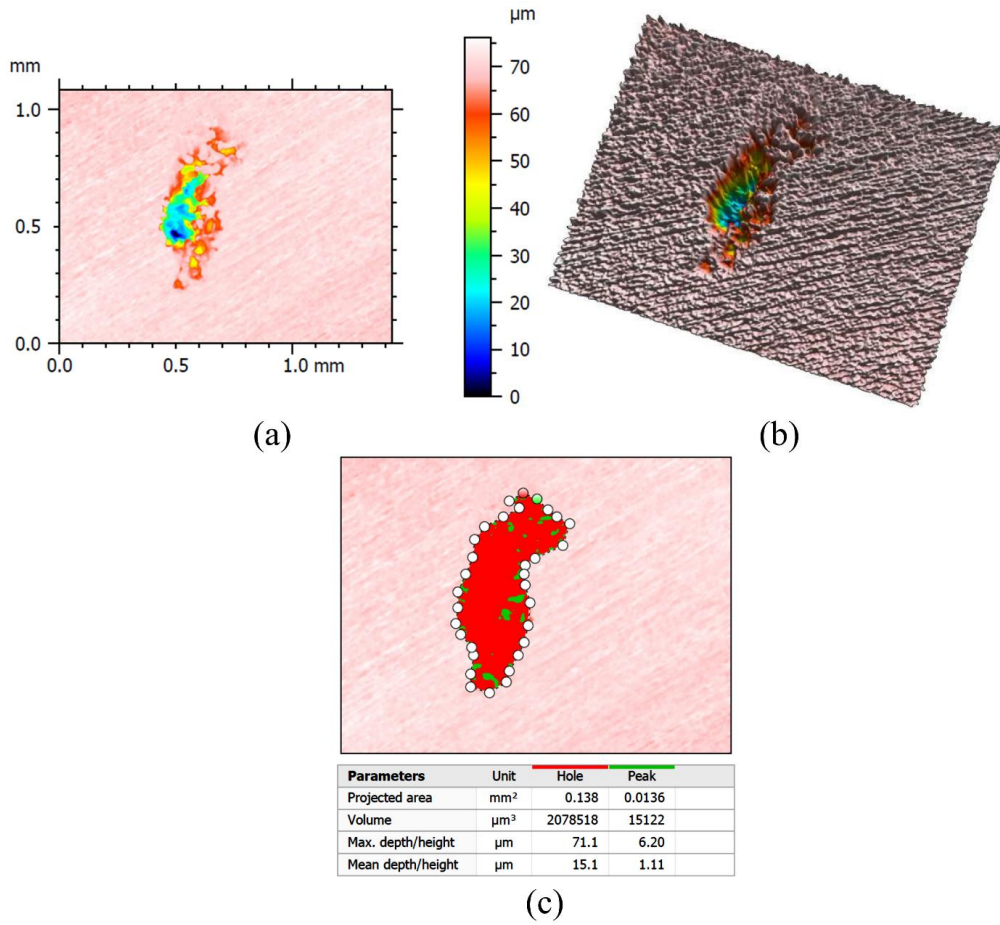 µm
mm
1.0
0.5
0.0
0.0 0.5 1.0 mm
70
60
50
40
30
20
10
0
(a)
(b)
Parameters Unit Hole Peak
Projected area mm² 0.138 0.0136
Volume µm³ 2078518 15122
Max. depth/height µm 71.1 6.20
Mean depth/height µm 15.1 1.11
(c)